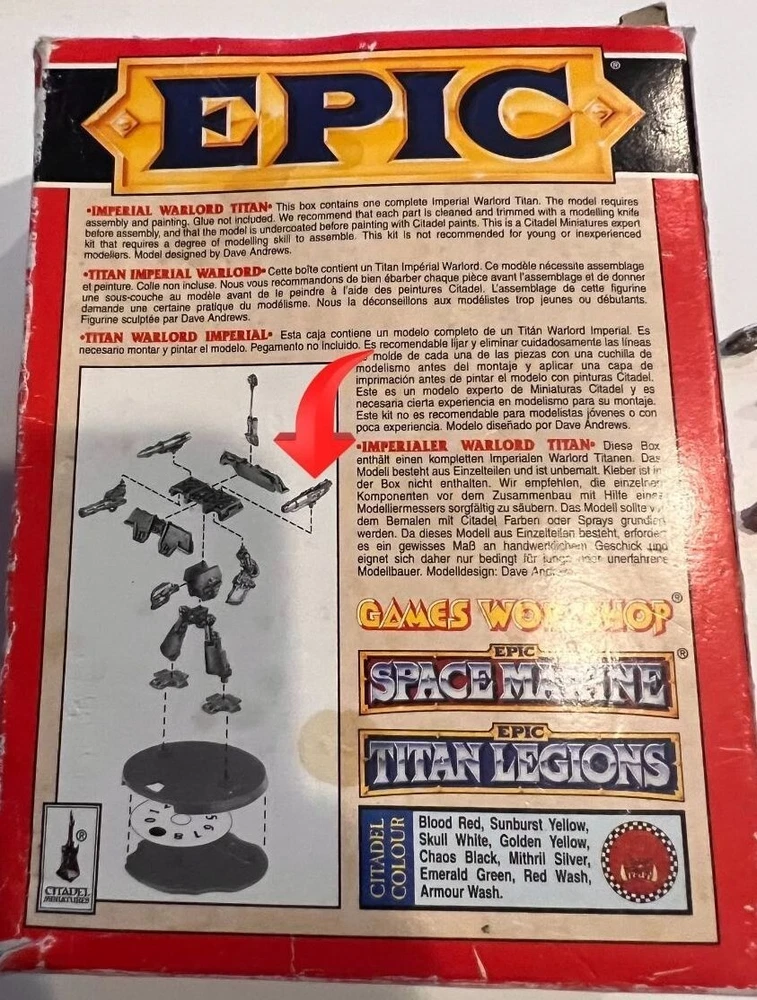 EPIC ®
•IMPERIAL WARLORD TITAN• This box contains one complete Imperial Warlord Titan. The model requires
assembly and painting. Glue not included. We recommend that each part is cleaned and trimmed with a modelling knife
before assembly, and that the model is undercoated before painting with Citadel paints. This is a Citadel Miniatures expert
kit that requires a degree of modelling skill to assemble. This kit is not recommended for young or inexperienced
modellers. Model designed by Dave Andrews.
•TITAN IMPERIAL WARLORD• Cette boîte contient un Titan Impérial Warlord. Ce modèle nécessite assemblage
et peinture. Colle non incluse. Nous vous recommandons de bien ébarber chaque pièce avant l'assemblage et de donner
une sous-couche au modèle avant de le peindre à l'aide des peintures Citadel. L'assemblage de cette figurine
demande une certaine pratique du modélisme. Nous la déconseillons aux modélistes trop jeunes ou débutants.
Figurine sculptée par Dave Andrews.
•TITAN WARLORD IMPERIAL• Esta caja contiene un modelo completo de un Titán Warlord Imperial. Es
necesario montar y pintar el modelo. Pegamento no Incluido. Es recomendable lijar y eliminar cuidadosamente las líneas
molde de cada una de las piezas con una cuchilla de
modelismo antes del montaje y aplicar una capa de
imprimación antes de pintar el modelo con pinturas Citadel.
Este es un modelo experto de Miniaturas Citadel y es
necesaria cierta experiencia en modelismo para su montaje.
Este kit no es recomendable para modelistas jóvenes o con
poca experiencia. Modelo diseñado por Dave Andrews.
•IMPERIALER WARLORD TITAN• Diese Box
enthält einen kompletten Imperialen Warlord Titanen. Das
Modell besteht aus Einzelteilen und ist unbemalt. Kleber ist in
der Box nicht enthalten. Wir empfehlen, die einzelnen
Komponenten vor dem Zusammenbau mit Hilfe eines
Modelliermessers sorgfältig zu säubern. Das Modell sollte
dem Bemalen mit Citadel Farben oder Sprays grundiert
werden. Da dieses Modell aus Einzelteilen besteht, erfordert
es ein gewisses Maß an handwerklichem Geschick und
eignet sich daher nur bedingt für junge oder unerfahrene
Modellbauer. Modelldesign: Dave
GAMES WORKSHOP ®
EPIC
SPACE MARINE ®
EPIC
TITAN LEGIONS
CITADEL
COLOUR
Blood Red, Sunburst Yellow,
Skull White, Golden Yellow,
Chaos Black, Mithril Silver,
Emerald Green, Red Wash,
Armour Wash.
®
CITADEL
MINIATURES